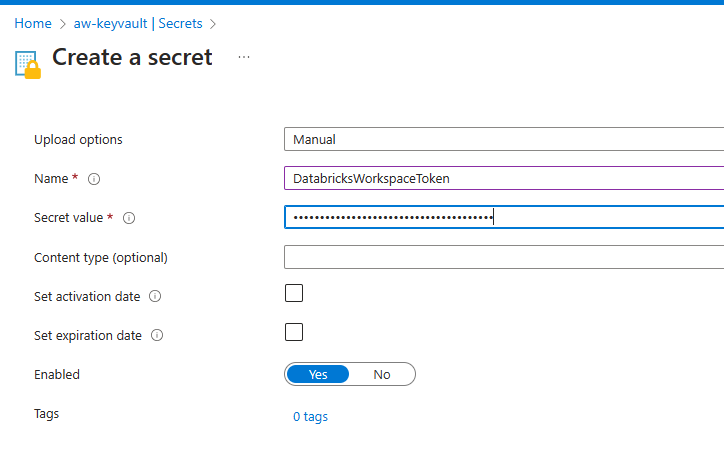 Home > aw-keyvault | Secrets >
Create a secret ...
Upload options Manual
Name * DatabricksWorkspaceToken
Secret value * ••••••••••••••••••••••••••••••••••••••
Content type (optional)
Set activation date
Set expiration date
Enabled Yes No
Tags 0 tags